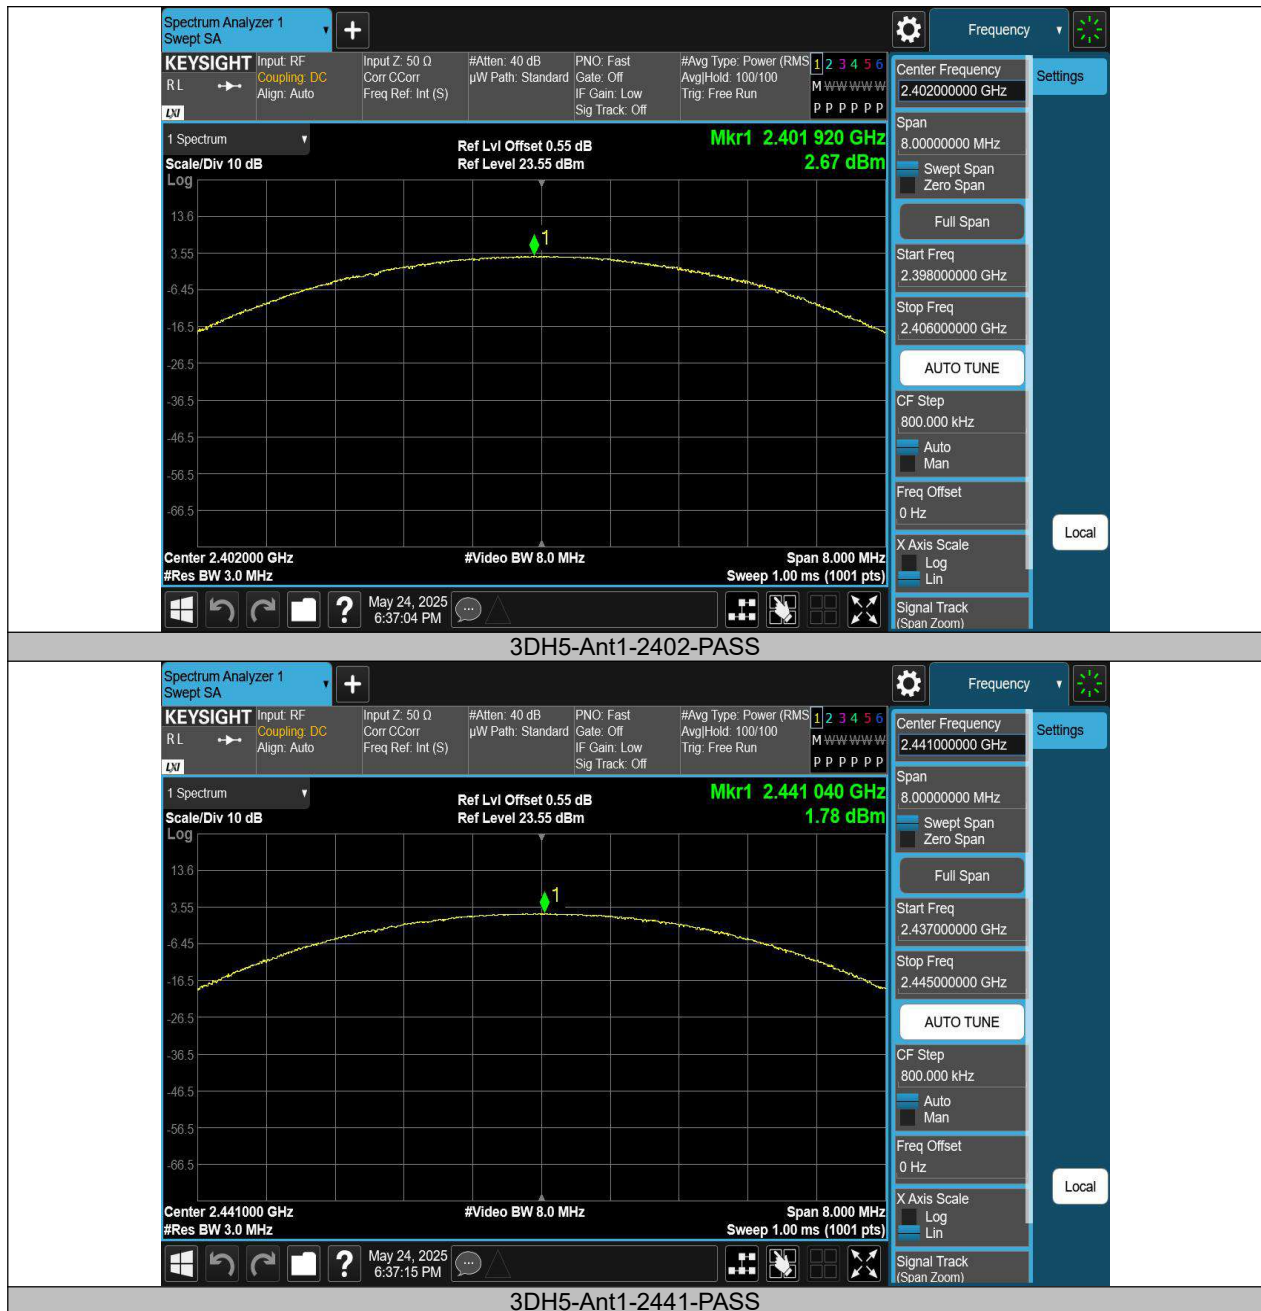 Spectrum Analyzer 1
Swept SA
Frequency
KEYSIGHT
RL
LXI
Input: RF
Coupling: DC
Align: Auto
Input Z: 50 Ω
Corr CCorr
Freq Ref: Int (S)
#Atten: 40 dB
µW Path: Standard
PNO: Fast
Gate: Off
IF Gain: Low
Sig Track: Off
#Avg Type: Power (RMS
Avg|Hold: 100/100
Trig: Free Run
1 2 3 4 5 6
M W W W W W
P P P P P P
1 Spectrum
Scale/Div 10 dB
Ref Lvl Offset 0.55 dB
Ref Level 23.55 dBm
Mkr1 2.401 920 GHz
2.67 dBm
Log
13.6
3.55
-6.45
-16.5
-26.5
-36.5
-46.5
-56.5
-66.5
1
Center 2.402000 GHz
#Res BW 3.0 MHz
#Video BW 8.0 MHz
Span 8.000 MHz
Sweep 1.00 ms (1001 pts)
May 24, 2025
6:37:04 PM
Center Frequency
2.402000000 GHz
Span
8.00000000 MHz
Swept Span
Zero Span
Full Span
Start Freq
2.398000000 GHz
Stop Freq
2.406000000 GHz
AUTO TUNE
CF Step
800.000 kHz
Auto
Man
Freq Offset
0 Hz
X Axis Scale
Log
Lin
Signal Track
(Span Zoom)
Settings
Local
3DH5-Ant1-2402-PASS
Spectrum Analyzer 1
Swept SA
Frequency
KEYSIGHT
RL
LXI
Input: RF
Coupling: DC
Align: Auto
Input Z: 50 Ω
Corr CCorr
Freq Ref: Int (S)
#Atten: 40 dB
µW Path: Standard
PNO: Fast
Gate: Off
IF Gain: Low
Sig Track: Off
#Avg Type: Power (RMS
Avg|Hold: 100/100
Trig: Free Run
1 2 3 4 5 6
M W W W W W
P P P P P P
1 Spectrum
Scale/Div 10 dB
Ref Lvl Offset 0.55 dB
Ref Level 23.55 dBm
Mkr1 2.441 040 GHz
1.78 dBm
Log
13.6
3.55
-6.45
-16.5
-26.5
-36.5
-46.5
-56.5
-66.5
1
Center 2.441000 GHz
#Res BW 3.0 MHz
#Video BW 8.0 MHz
Span 8.000 MHz
Sweep 1.00 ms (1001 pts)
May 24, 2025
6:37:15 PM
Center Frequency
2.441000000 GHz
Span
8.00000000 MHz
Swept Span
Zero Span
Full Span
Start Freq
2.437000000 GHz
Stop Freq
2.445000000 GHz
AUTO TUNE
CF Step
800.000 kHz
Auto
Man
Freq Offset
0 Hz
X Axis Scale
Log
Lin
Signal Track
(Span Zoom)
Settings
Local
3DH5-Ant1-2441-PASS